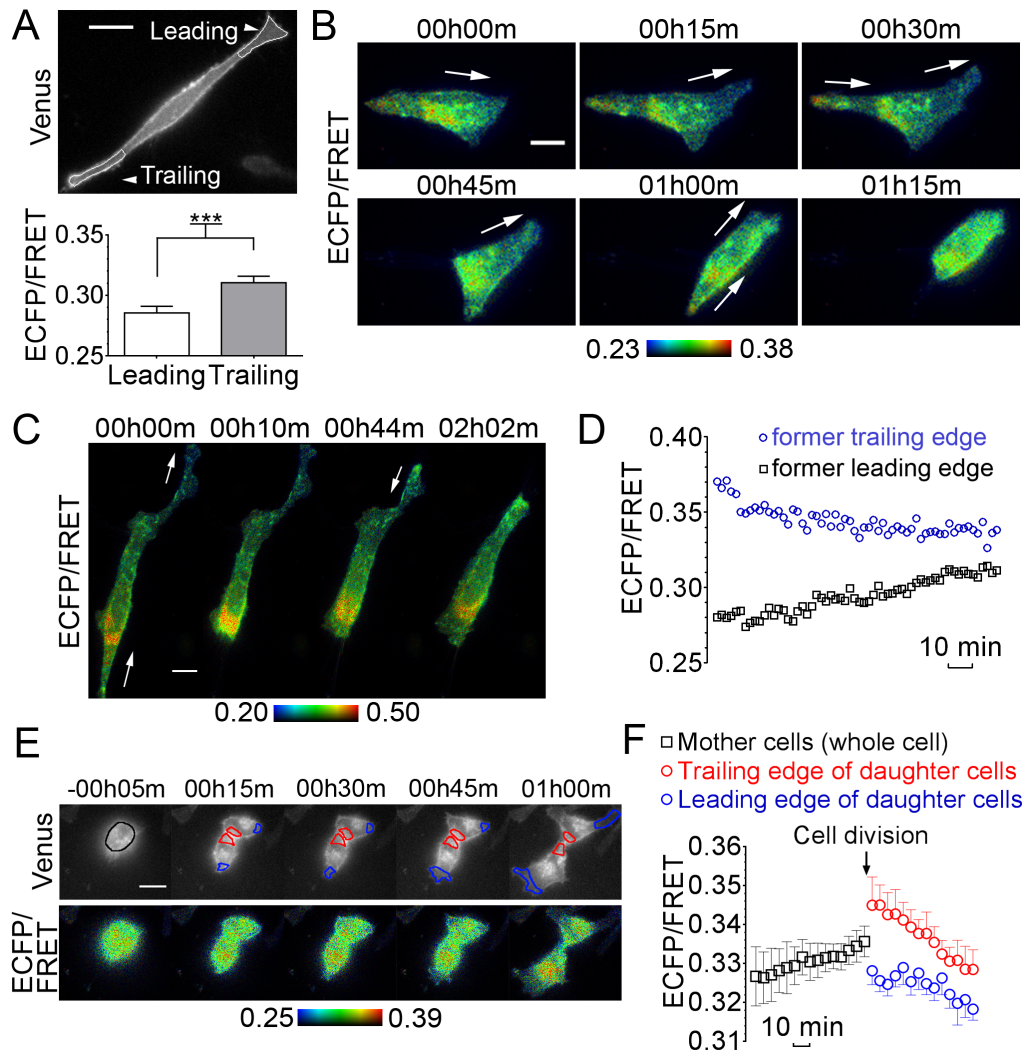 A
Leading
Venus
Trailing
ECFP/FRET
0.35
0.30
0.25
***
Leading Trailing
B
00h00m 00h15m 00h30m
ECFP/FRET
00h45m 01h00m 01h15m
0.23 0.38
C
00h00m 00h10m 00h44m 02h02m
ECFP/FRET
0.20 0.50
D
former trailing edge
former leading edge
ECFP/FRET
0.40
0.35
0.30
0.25
10 min
E
-00h05m 00h15m 00h30m 00h45m 01h00m
Venus
ECFP/
FRET
0.25 0.39
F
Mother cells (whole cell)
Trailing edge of daughter cells
Leading edge of daughter cells
Cell division
ECFP/FRET
0.36
0.35
0.34
0.33
0.32
0.31
10 min